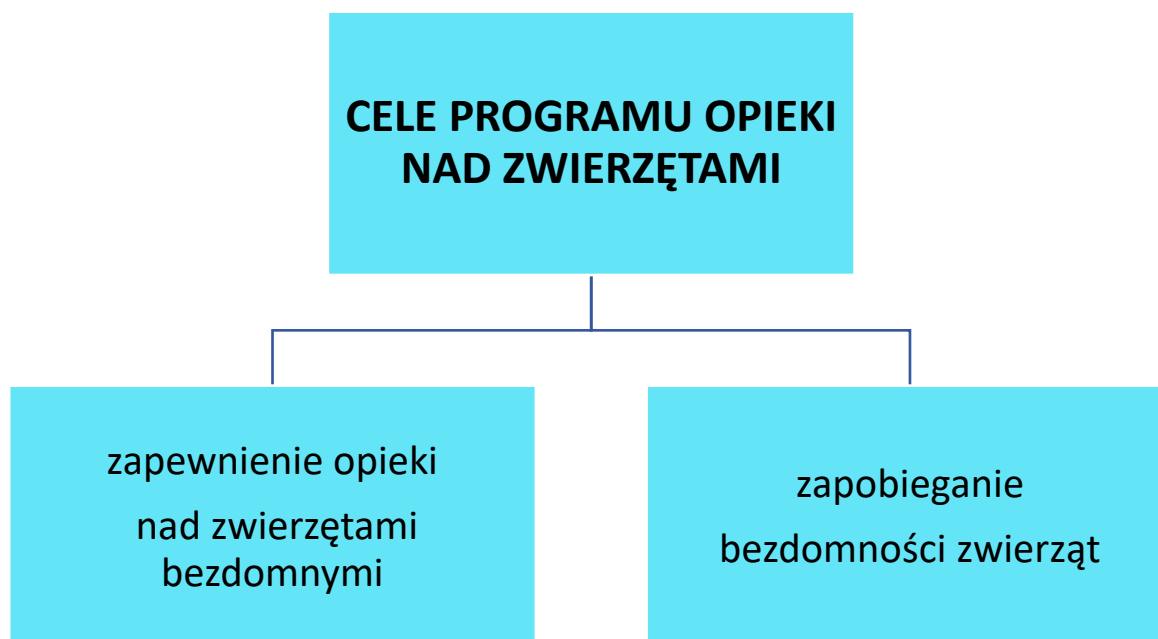 CELE PROGRAMU OPIEKI
NAD ZWIERZĘTAMI
zapewnienie opieki
nad zwierzętami
bezdomnymi
zapobieganie
bezdomności zwierząt